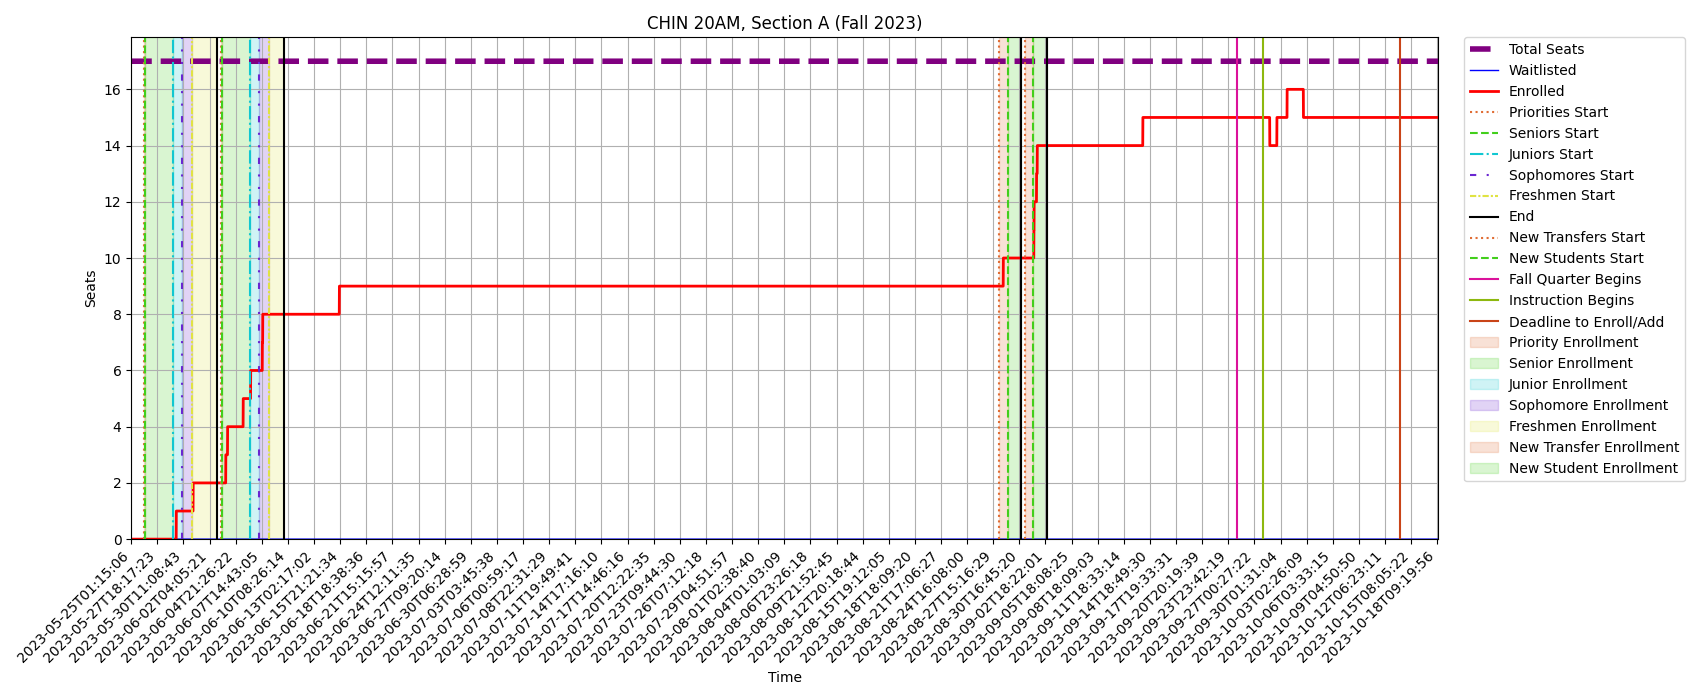 CHIN 20AM, Section A (Fall 2023)
Seats
16
14
12
10
8
6
4
2
0
2023-05-25T01:15:06
2023-05-27T18:17:23
2023-05-30T11:08:43
2023-06-02T04:05:21
2023-06-04T21:26:22
2023-06-07T14:43:05
2023-06-10T08:26:14
2023-06-13T02:17:02
2023-06-15T21:21:34
2023-06-18T18:38:36
2023-06-21T15:15:57
2023-06-24T12:11:35
2023-06-27T09:20:14
2023-06-30T06:28:59
2023-07-03T03:45:38
2023-07-06T00:59:17
2023-07-08T22:31:29
2023-07-11T19:49:41
2023-07-14T17:16:10
2023-07-17T14:46:16
2023-07-20T12:22:35
2023-07-23T09:44:30
2023-07-26T07:12:18
2023-07-29T04:51:57
2023-08-01T02:38:40
2023-08-04T01:03:09
2023-08-06T23:26:18
2023-08-09T21:52:45
2023-08-12T20:18:44
2023-08-15T19:12:05
2023-08-18T18:09:20
2023-08-21T17:06:27
2023-08-24T16:08:00
2023-08-27T15:16:29
2023-08-30T16:45:20
2023-09-02T18:22:01
2023-09-05T18:08:25
2023-09-08T18:09:03
2023-09-11T18:33:14
2023-09-14T18:49:30
2023-09-17T19:33:31
2023-09-20T20:19:39
2023-09-23T23:42:19
2023-09-27T00:27:22
2023-09-30T01:31:04
2023-10-03T02:26:09
2023-10-06T03:33:15
2023-10-09T04:50:50
2023-10-12T06:23:11
2023-10-15T08:05:22
2023-10-18T09:19:56
Time
Total Seats
Waitlisted
Enrolled
Priorities Start
Seniors Start
Juniors Start
Sophomores Start
Freshmen Start
End
New Transfers Start
New Students Start
Fall Quarter Begins
Instruction Begins
Deadline to Enroll/Add
Priority Enrollment
Senior Enrollment
Junior Enrollment
Sophomore Enrollment
Freshmen Enrollment
New Transfer Enrollment
New Student Enrollment